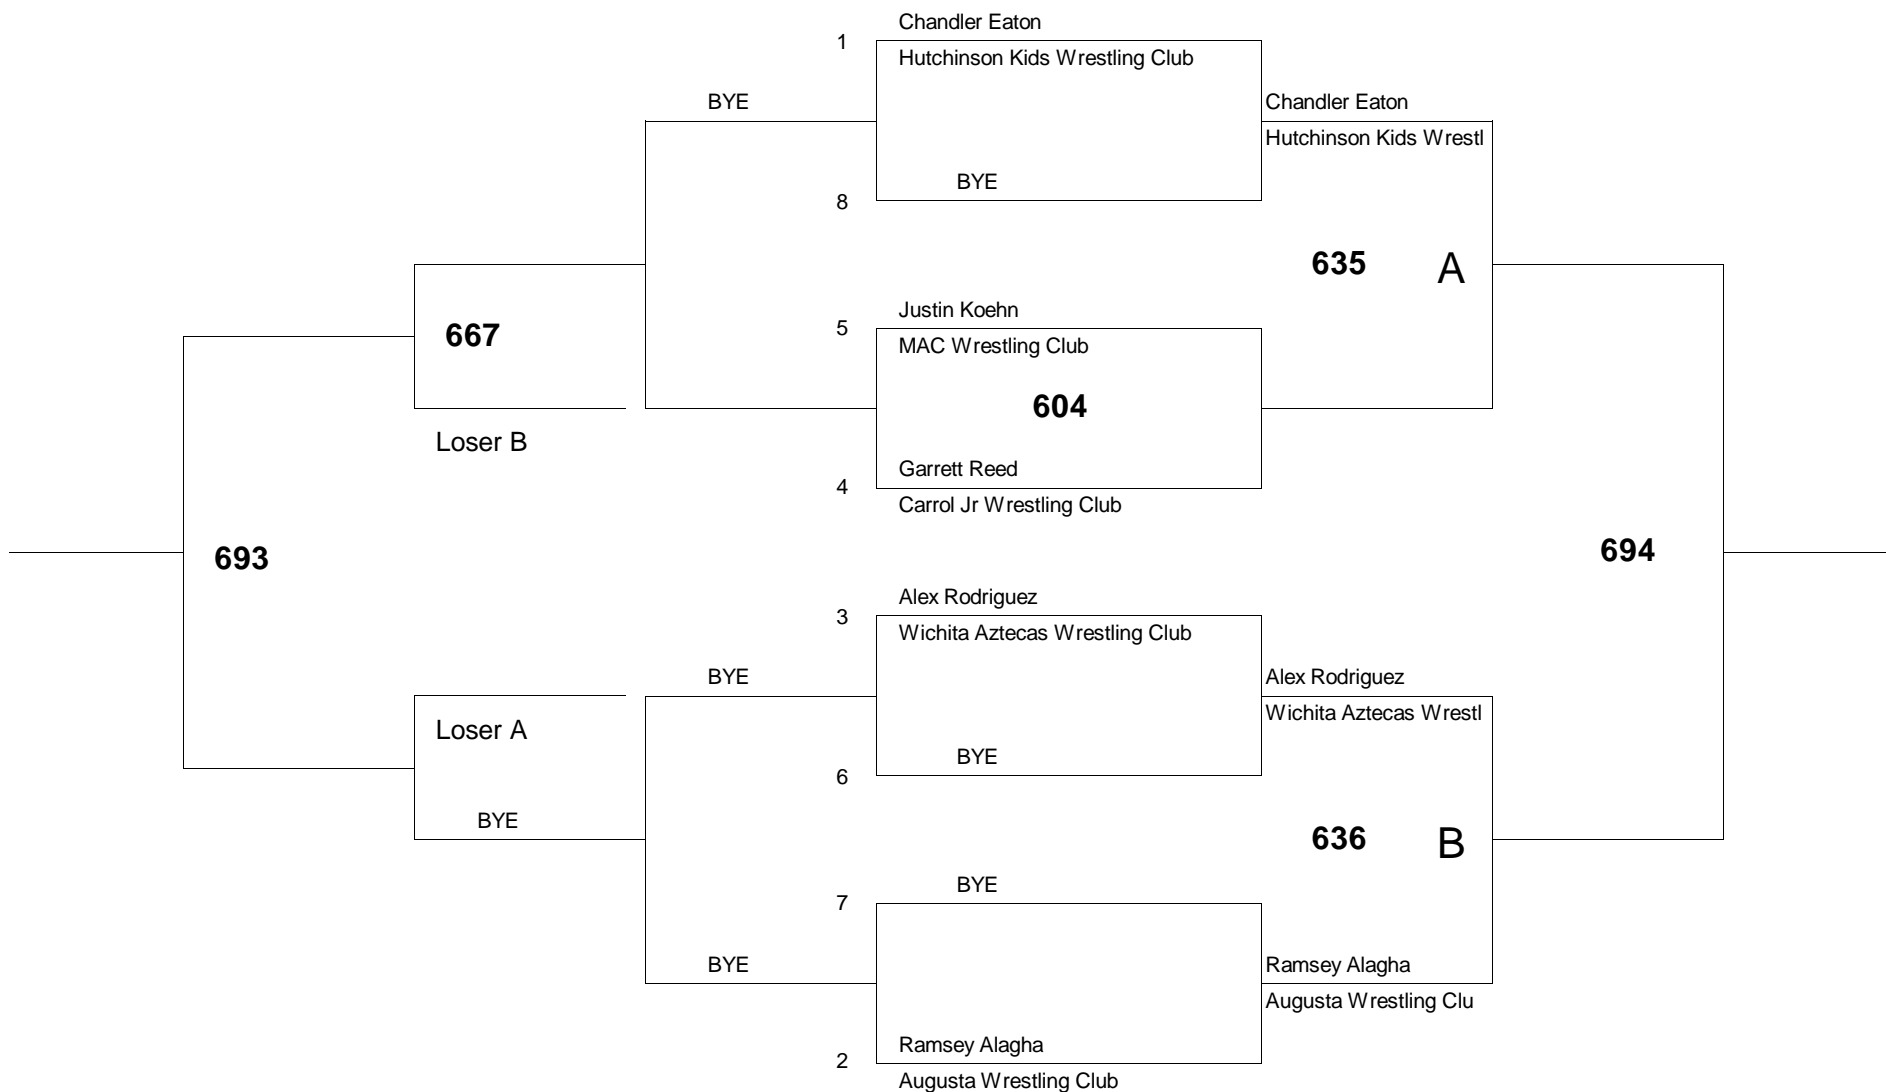 Chandler Eaton
1
Hutchinson Kids Wrestling Club
BYE
Chandler Eaton
Hutchinson Kids Wrestl
BYE
8
635
A
Justin Koehn
5
667
MAC Wrestling Club
604
Loser B
Garrett Reed
4
Carrol Jr Wrestling Club
693
694
Alex Rodriguez
3
Wichita Aztecas Wrestling Club
BYE
Alex Rodriguez
Wichita Aztecas Wrestl
Loser A
BYE
6
BYE
636
B
BYE
7
BYE
Ramsey Alagha
Augusta Wrestling Clu
Ramsey Alagha
2
Augusta Wrestling Club